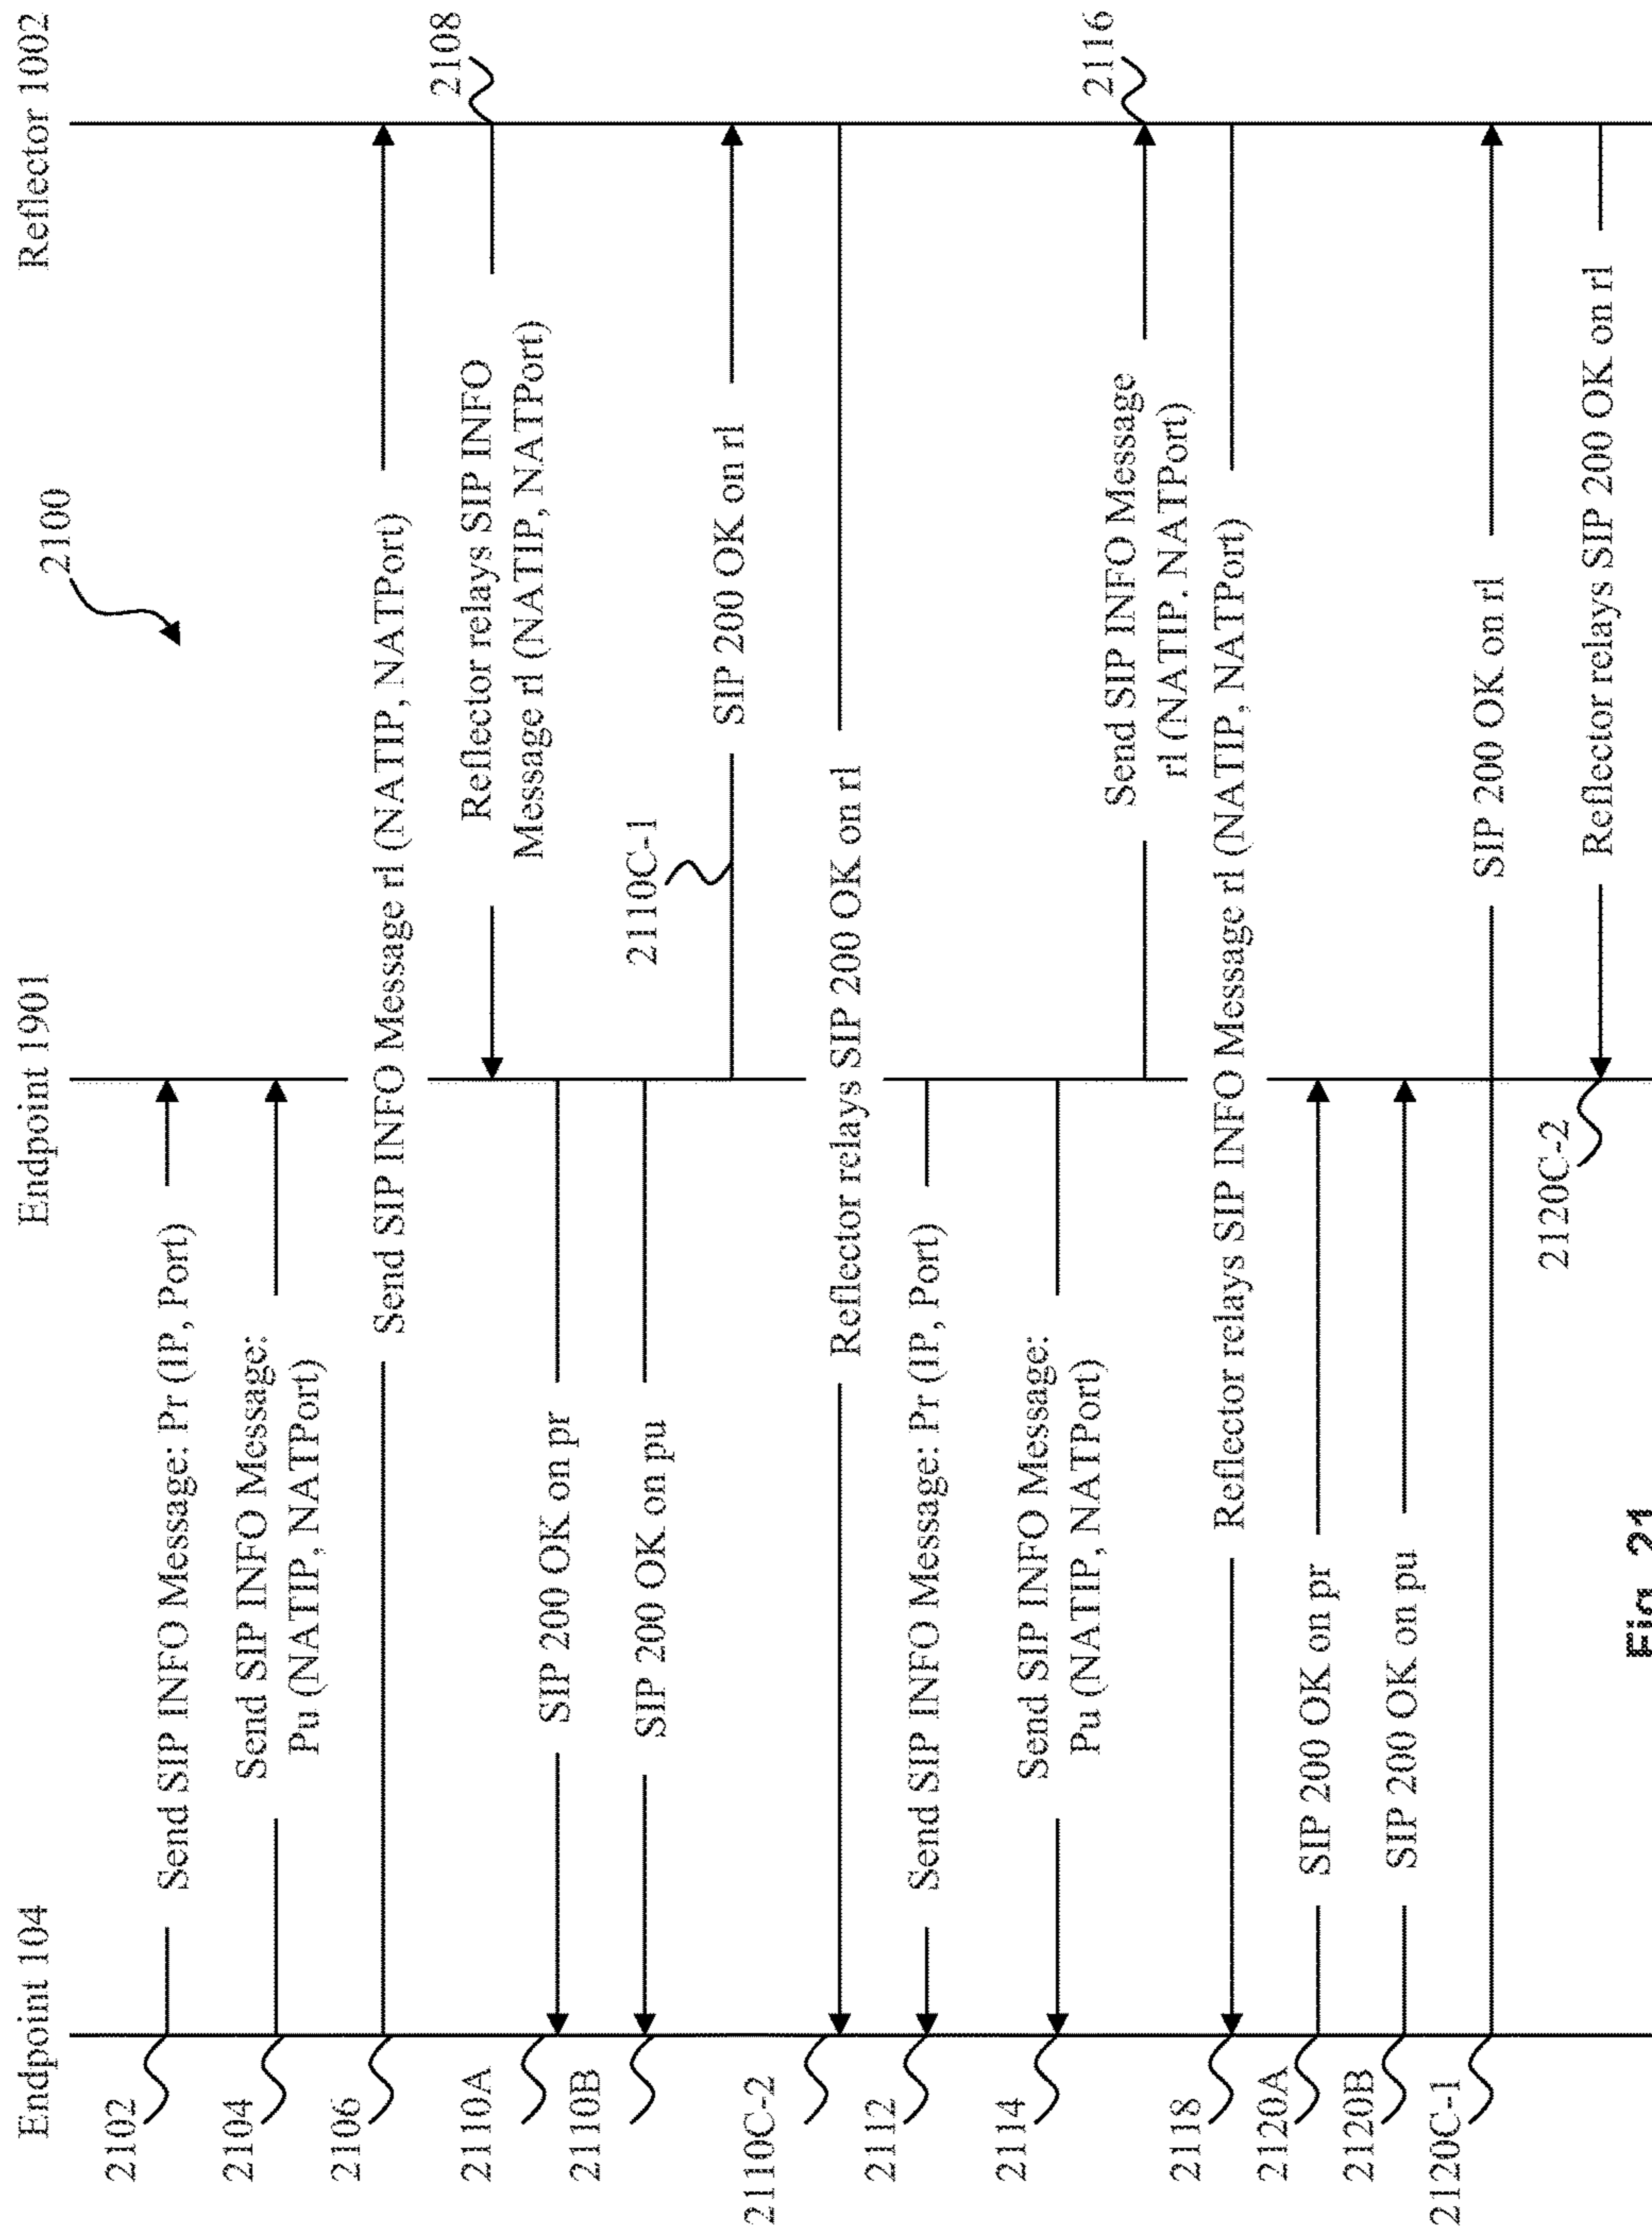 Endpoint 104
Endpoint 1901
Reflector 1002
2100
2102
Send SIP INFO Message: Pr (IP, Port)
2104
Send SIP INFO Message:
Pu (NATIP, NATPort)
2106
Send SIP INFO Message rl (NATIP, NATPort)
2108
Reflector relays SIP INFO
Message rl (NATIP, NATPort)
2110A
SIP 200 OK on pr
2110B
SIP 200 OK on pu
2110C-1
SIP 200 OK on rl
2110C-2
Reflector relays SIP 200 OK on rl
2112
Send SIP INFO Message: Pr (IP, Port)
2114
Send SIP INFO Message:
Pu (NATIP, NATPort)
2116
Send SIP INFO Message
rl (NATIP. NATPort)
2118
Reflector relays SIP INFO Message rl (NATIP, NATPort)
2120A
SIP 200 OK on pr
2120B
SIP 200 OK on pu
2120C-1
SIP 200 OK on rl
2120C-2
Reflector relays SIP 200 OK on rl
Fig. 21